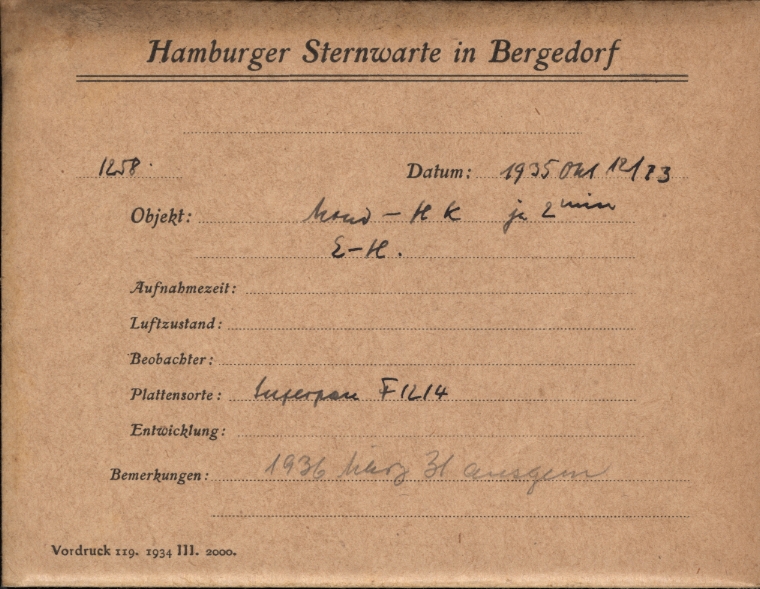 Hamburger Sternwarte in Bergedorf
1258. Datum: 1935 Okt 12/13
Objekt: Mond - H K je 2 min
E-H.
Aufnahmezeit:
Luftzustand:
Beobachter:
Plattensorte: Superpan F1214
Entwicklung:
Bemerkungen: 1936 März 31 ausgem
Vordruck 119. 1934 III. 2000.